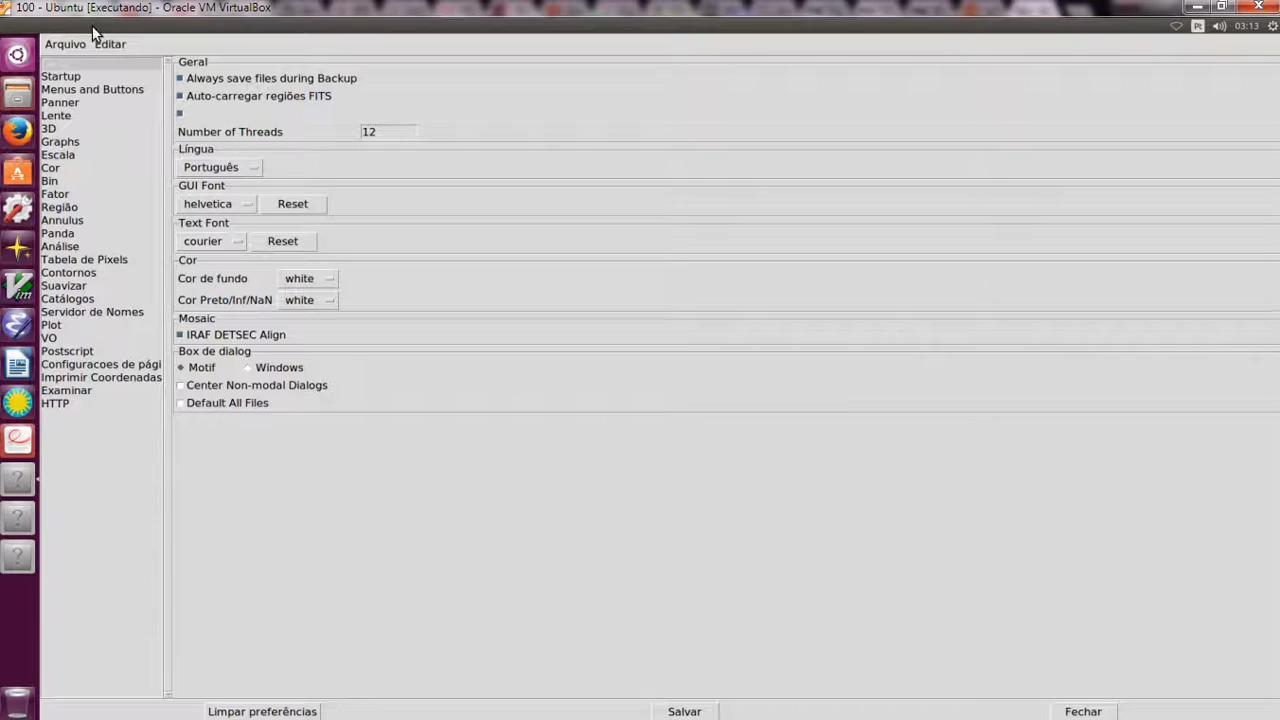 100 - Ubuntu [Executando] - Oracle VM VirtualBox
Pt 03:13
Arquivo Editar
Startup
Menus and Buttons
Panner
Lente
3D
Graphs
Escala
Cor
Bin
Fator
Região
Annulus
Panda
Análise
Tabela de Pixels
Contornos
Suavizar
Catálogos
Servidor de Nomes
Plot
VO
Postscript
Configuracoes de pági
Imprimir Coordenadas
Examinar
HTTP
Geral
Always save files during Backup
Auto-carregar regiões FITS
Number of Threads 12
Língua
Português
GUI Font
helvetica Reset
Text Font
courier Reset
Cor
Cor de fundo white
Cor Preto/Inf/NaN white
Mosaic
IRAF DETSEC Align
Box de dialog
Motif Windows
Center Non-modal Dialogs
Default All Files
Limpar preferências Salvar Fechar